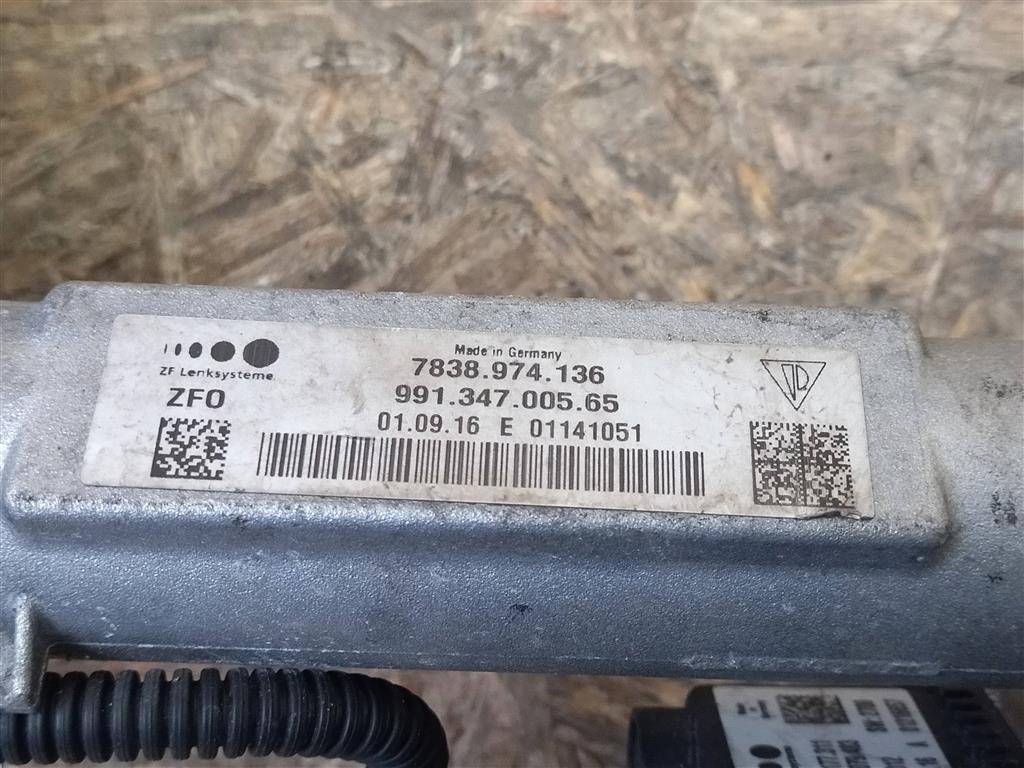 Made in Germany
7838.974.136
ZF Lenksysteme
991.347.005.65
ZFO
01.09.16 E 01141051